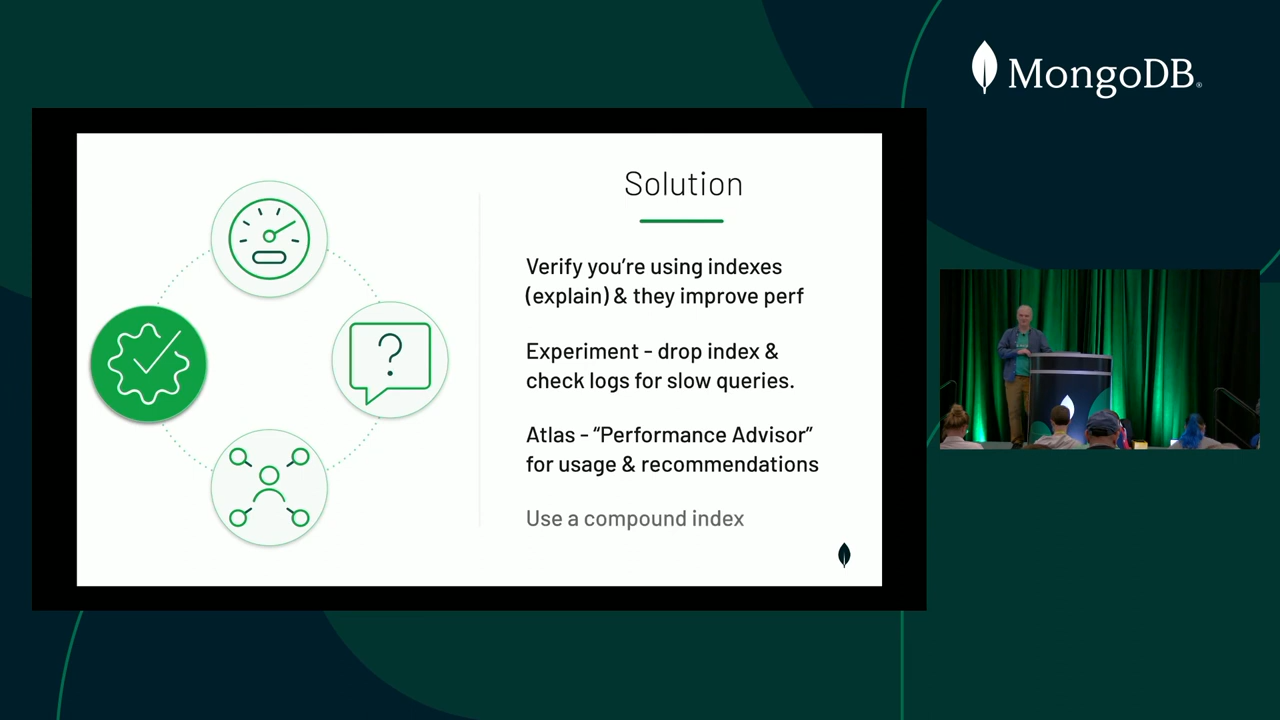 MongoDB®
Solution
Verify you’re using indexes
(explain) & they improve perf
Experiment - drop index &
check logs for slow queries.
Atlas - “Performance Advisor”
for usage & recommendations
Use a compound index
?